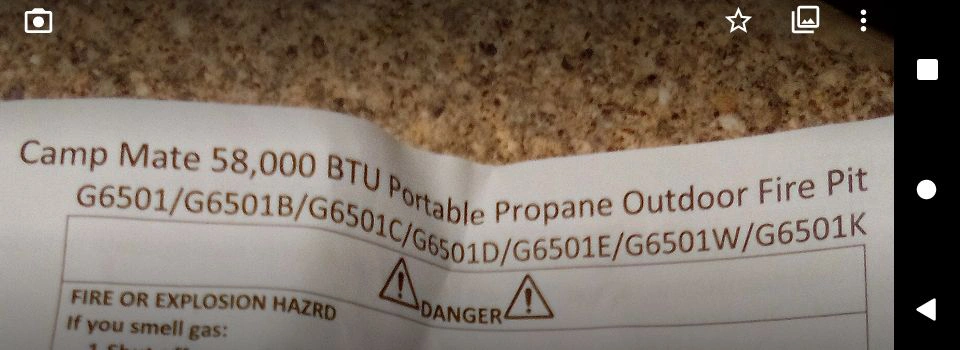 Camp Mate 58,000 BTU Portable Propane Outdoor Fire Pit
G6501/G6501B/G6501C/G6501D/G6501E/G6501W/G6501K
DANGER
FIRE OR EXPLOSION HAZRD
If you smell gas: